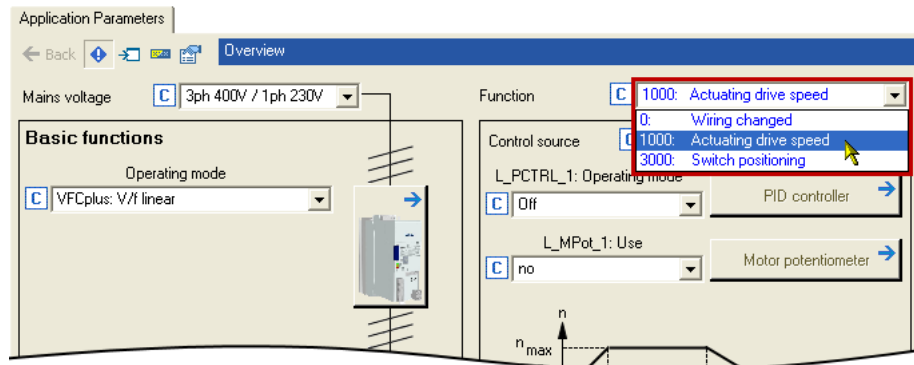 Application Parameters
Back
Overview
Mains voltage
C
3ph 400V / 1ph 230V
Function
C
1000: Actuating drive speed
0: Wiring changed
1000: Actuating drive speed
3000: Switch positioning
Basic functions
Operating mode
C
VFCplus: V/f linear
Control source
L_PCTRL_1: Operating mode
C
Off
PID controller
L_MPot_1: Use
C
no
Motor potentiometer
n
n max